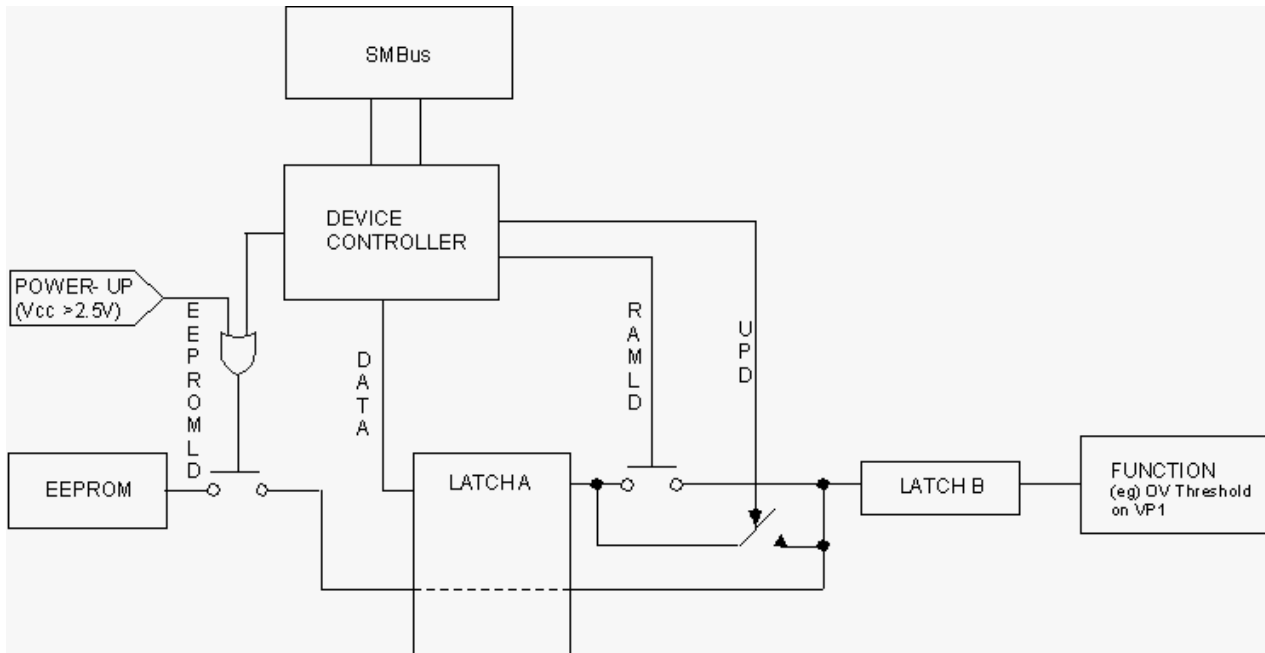 SMBus
DEVICE
CONTROLLER
POWER- UP
(Vcc >2.5V)
EEPROMLD
DATA
RAMLD
UPD
EEPROM
LATCH A
LATCH B
FUNCTION
(eg) OV Threshold
on VP1